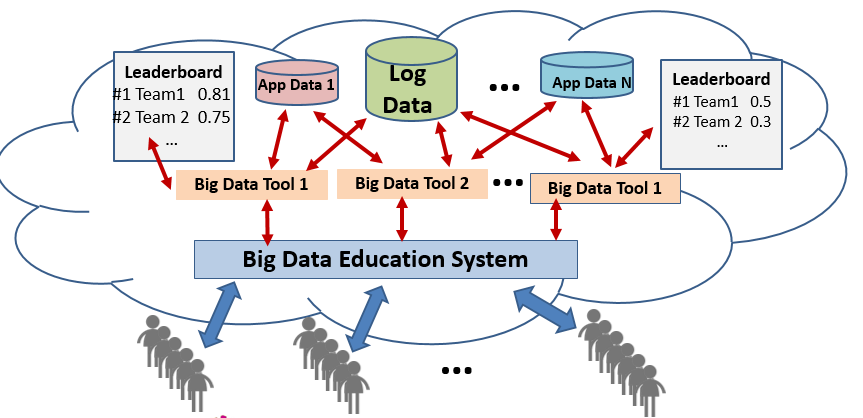 Leaderboard
#1 Team1 0.81
#2 Team 2 0.75
...
App Data 1
Log
Data
...
App Data N
Leaderboard
#1 Team1 0.5
#2 Team 2 0.3
...
Big Data Tool 1
Big Data Tool 2
...
Big Data Tool 1
Big Data Education System
...